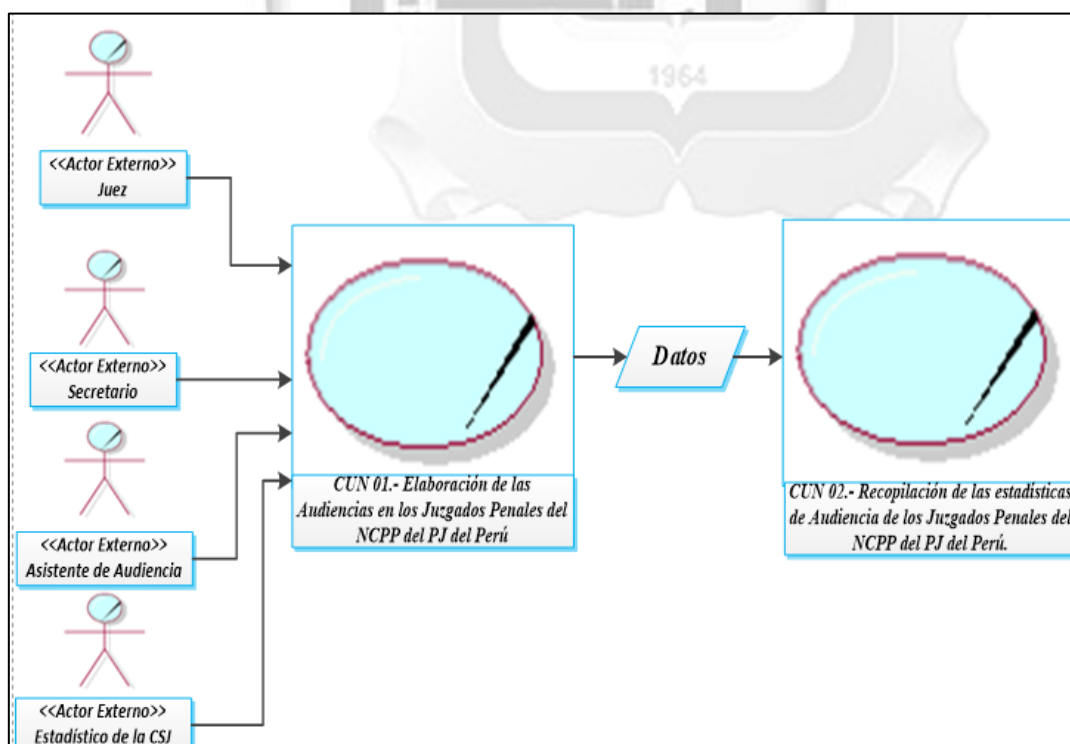 1964
<<Actor Externo>>
Juez
<<Actor Externo>>
Secretario
<<Actor Externo>>
Asistente de Audiencia
<<Actor Externo>>
Estadístico de la CSJ
CUN 01.- Elaboración de las
Audiencias en los Juzgados Penales del
NCPP del PJ del Perú
Datos
CUN 02.- Recopilación de las estadísticas
de Audiencia de los Juzgados Penales del
NCPP del PJ del Perú.